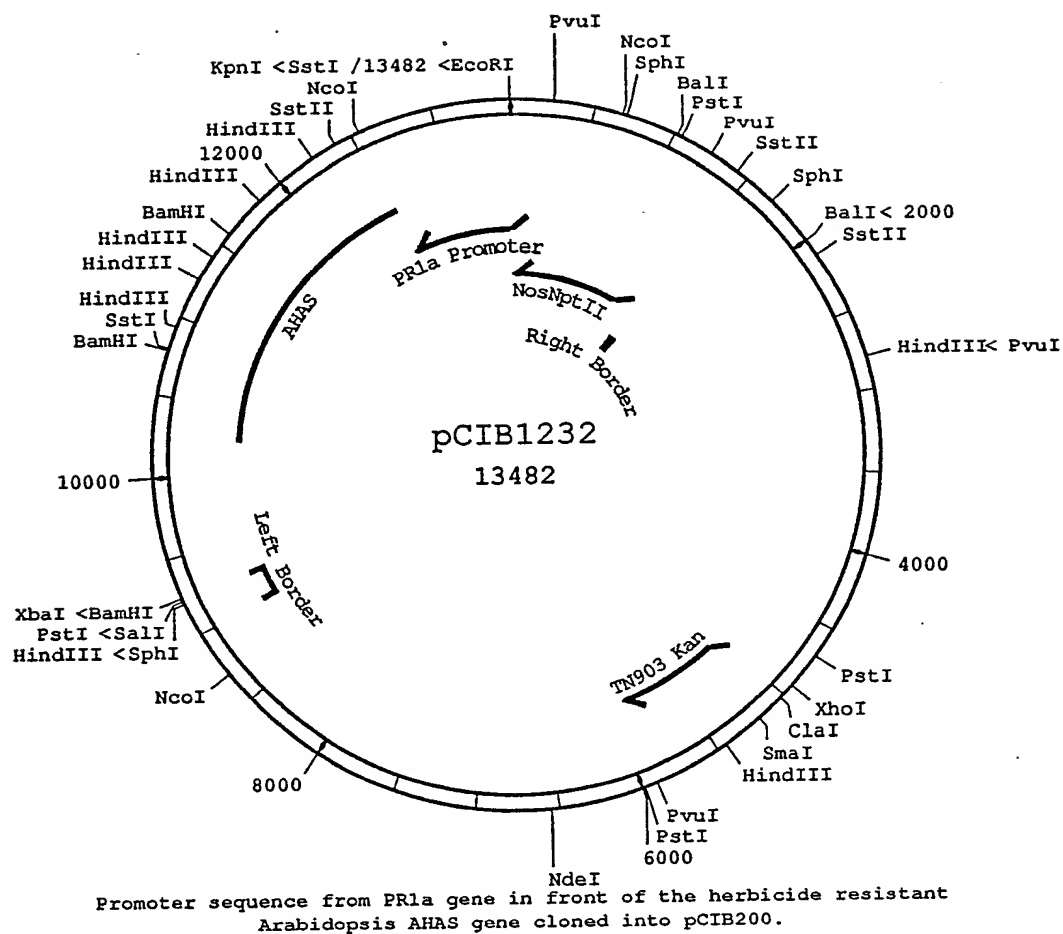 PvuI
NcoI
SphI
BalI
PstI
PvuI
SstII
SphI
BalI< 2000
SstII
HindIII< PvuI
4000
PstI
XhoI
ClaI
SmaI
HindIII
PvuI
PstI
6000
NdeI
8000
NcoI
HindIII <SphI
PstI <SalI
XbaI <BamHI
10000
BamHI
SstI
HindIII
HindIII
HindIII
BamHI
HindIII
12000
HindIII
SstII
NcoI
KpnI <SstI /13482 <EcoRI
PR1a Promoter
NosNptII
Right Border
AHAS
pCIB1232
13482
Left Border
TN903 Kan
Promoter sequence from PR1a gene in front of the herbicide resistant
Arabidopsis AHAS gene cloned into pCIB200.